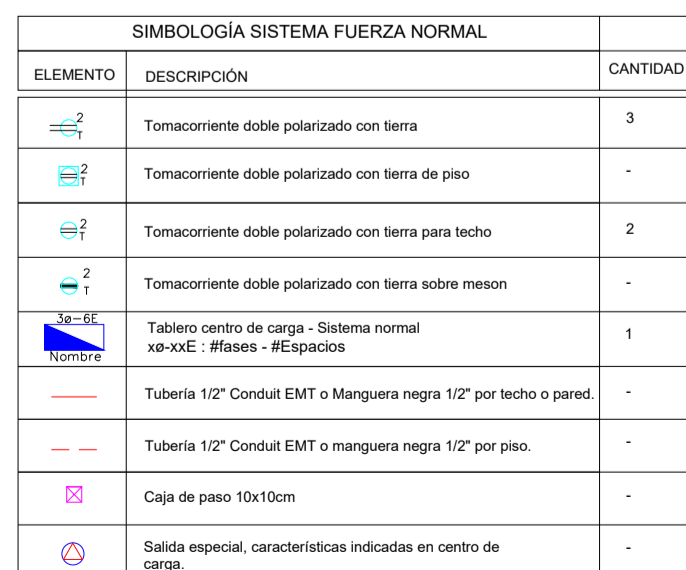 SIMBOLOGÍA SISTEMA FUERZA NORMAL
ELEMENTO DESCRIPCIÓN CANTIDAD
2
T
Tomacorriente doble polarizado con tierra 3
2
T
Tomacorriente doble polarizado con tierra de piso -
2
T
Tomacorriente doble polarizado con tierra para techo 2
2
T
Tomacorriente doble polarizado con tierra sobre meson -
3ø-6E
Nombre
Tablero centro de carga - Sistema normal 1
xø-xxE : #fases - #Espacios
Tubería 1/2" Conduit EMT o Manguera negra 1/2" por techo o pared. -
Tubería 1/2" Conduit EMT o manguera negra 1/2" por piso. -
Caja de paso 10x10cm -
Salida especial, características indicadas en centro de -
carga.